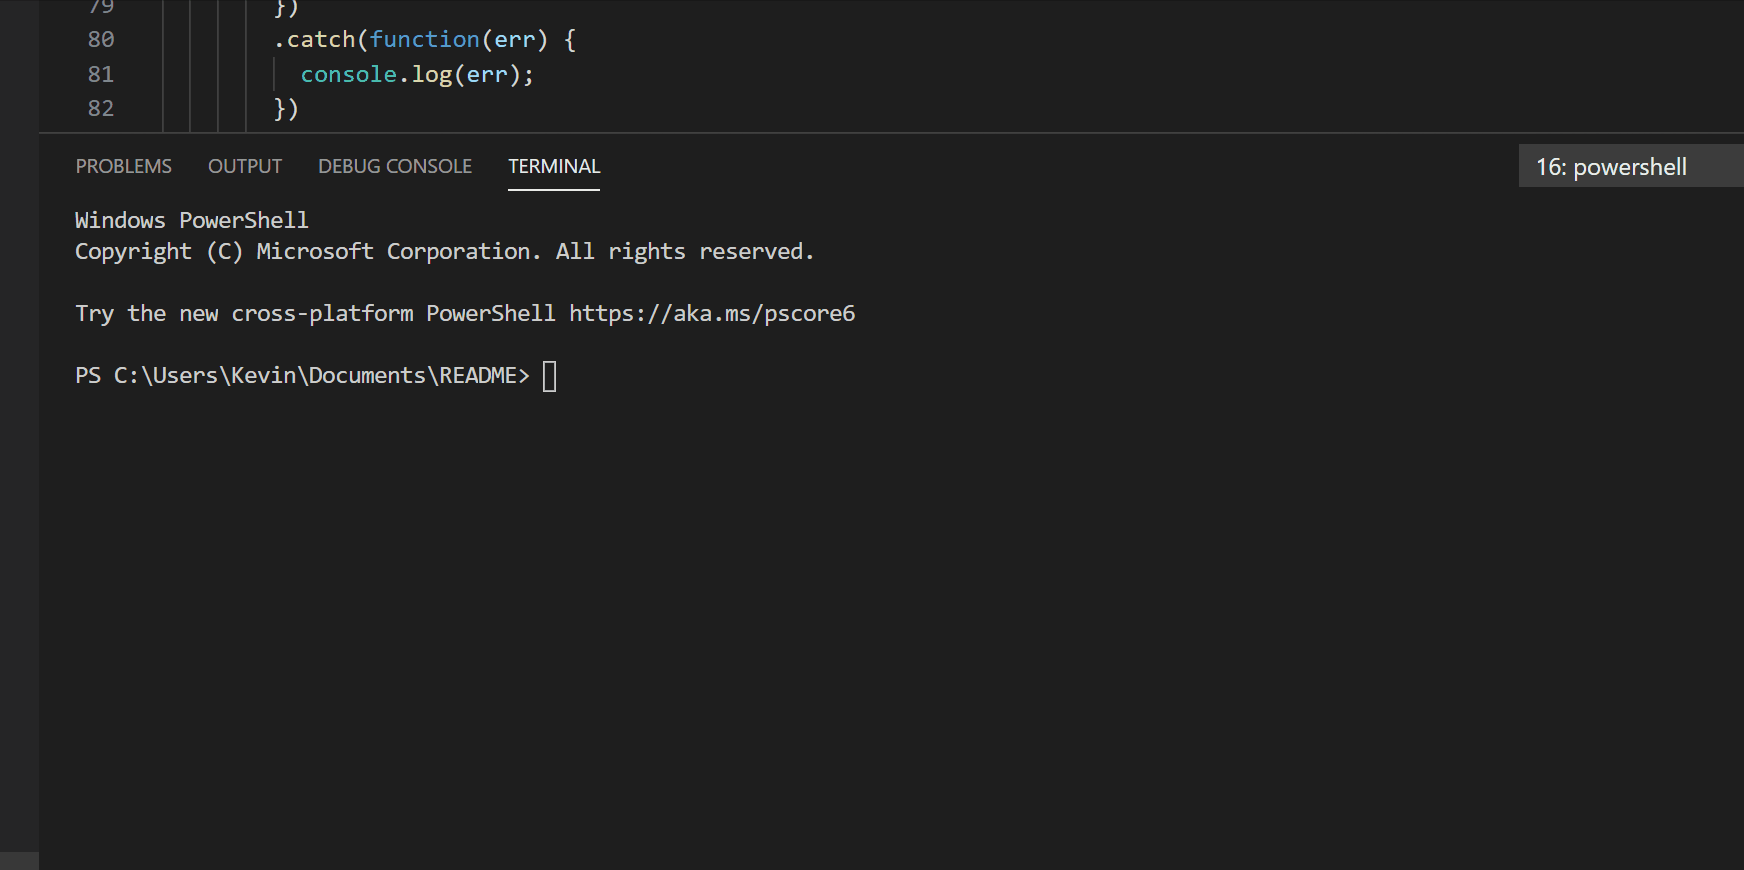 79 })
80 .catch(function(err) {
81 console.log(err);
82 })
PROBLEMS OUTPUT DEBUG CONSOLE TERMINAL 16: powershell
Windows PowerShell
Copyright (C) Microsoft Corporation. All rights reserved.
Try the new cross-platform PowerShell https://aka.ms/pscore6
PS C:\Users\Kevin\Documents\README>